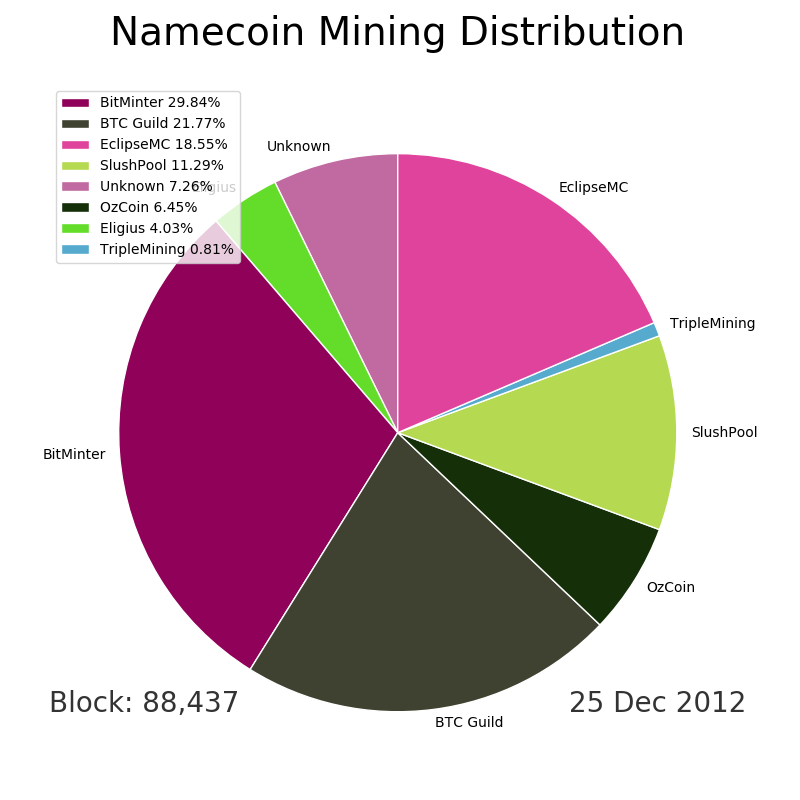 Namecoin Mining Distribution
BitMinter 29.84%
BTC Guild 21.77%
EclipseMC 18.55%
SlushPool 11.29%
Unknown 7.26%
OzCoin 6.45%
Eligius 4.03%
TripleMining 0.81%
Unknown
EclipseMC
Eligius
TripleMining
SlushPool
BitMinter
OzCoin
BTC Guild
Block: 88,437
25 Dec 2012